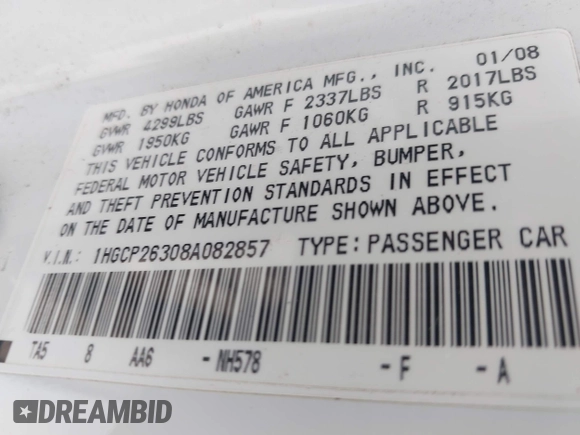 MFD. BY HONDA OF AMERICA MFG., INC. 01/08
GVWR 4299LBS GAWR F 2337LBS R 2017LBS
GVWR 1950KG GAWR F 1060KG R 915KG
THIS VEHICLE CONFORMS TO ALL APPLICABLE
FEDERAL MOTOR VEHICLE SAFETY, BUMPER,
AND THEFT PREVENTION STANDARDS IN EFFECT
ON THE DATE OF MANUFACTURE SHOWN ABOVE.
V.I.N.: 1HGCP26308A082857 TYPE: PASSENGER CAR
TA5 8 AA6 -NH578 -F -A
DREAMBID